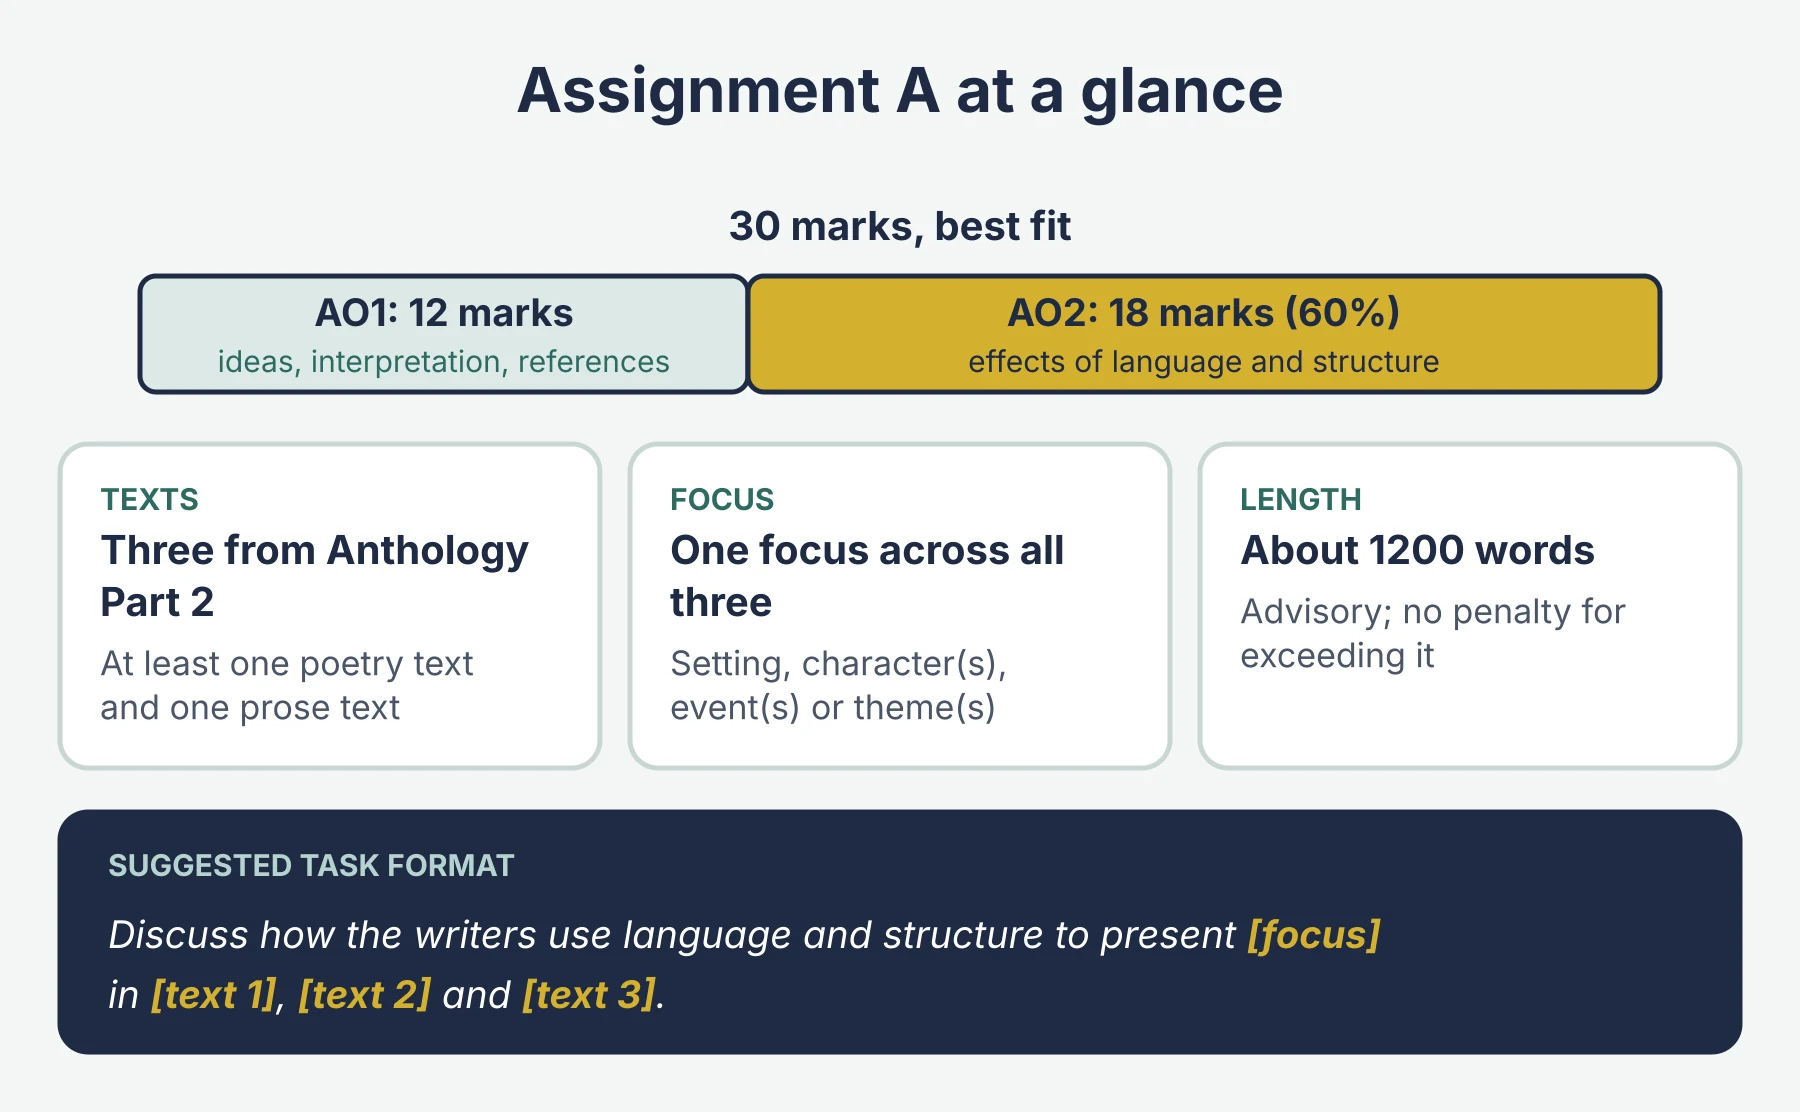 Assignment A at a glance
30 marks, best fit
AO1: 12 marks
ideas, interpretation, references
AO2: 18 marks (60%)
effects of language and structure
TEXTS
Three from Anthology
Part 2
At least one poetry text
and one prose text
FOCUS
One focus across all
three
Setting, character(s),
event(s) or theme(s)
LENGTH
About 1200 words
Advisory; no penalty for
exceeding it
SUGGESTED TASK FORMAT
Discuss how the writers use language and structure to present [focus]
in [text 1], [text 2] and [text 3].